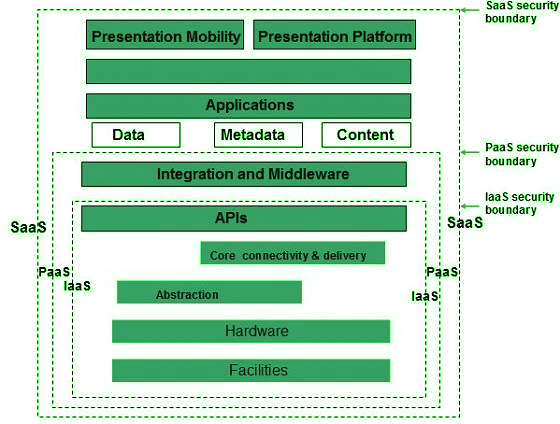 SaaS security
boundary
Presentation Mobility
Presentation Platform
Applications
Data
Metadata
Content
PaaS security
boundary
Integration and Middleware
IaaS security
boundary
APIs
SaaS
SaaS
Core connectivity & delivery
PaaS
PaaS
IaaS
IaaS
Abstraction
Hardware
Facilities